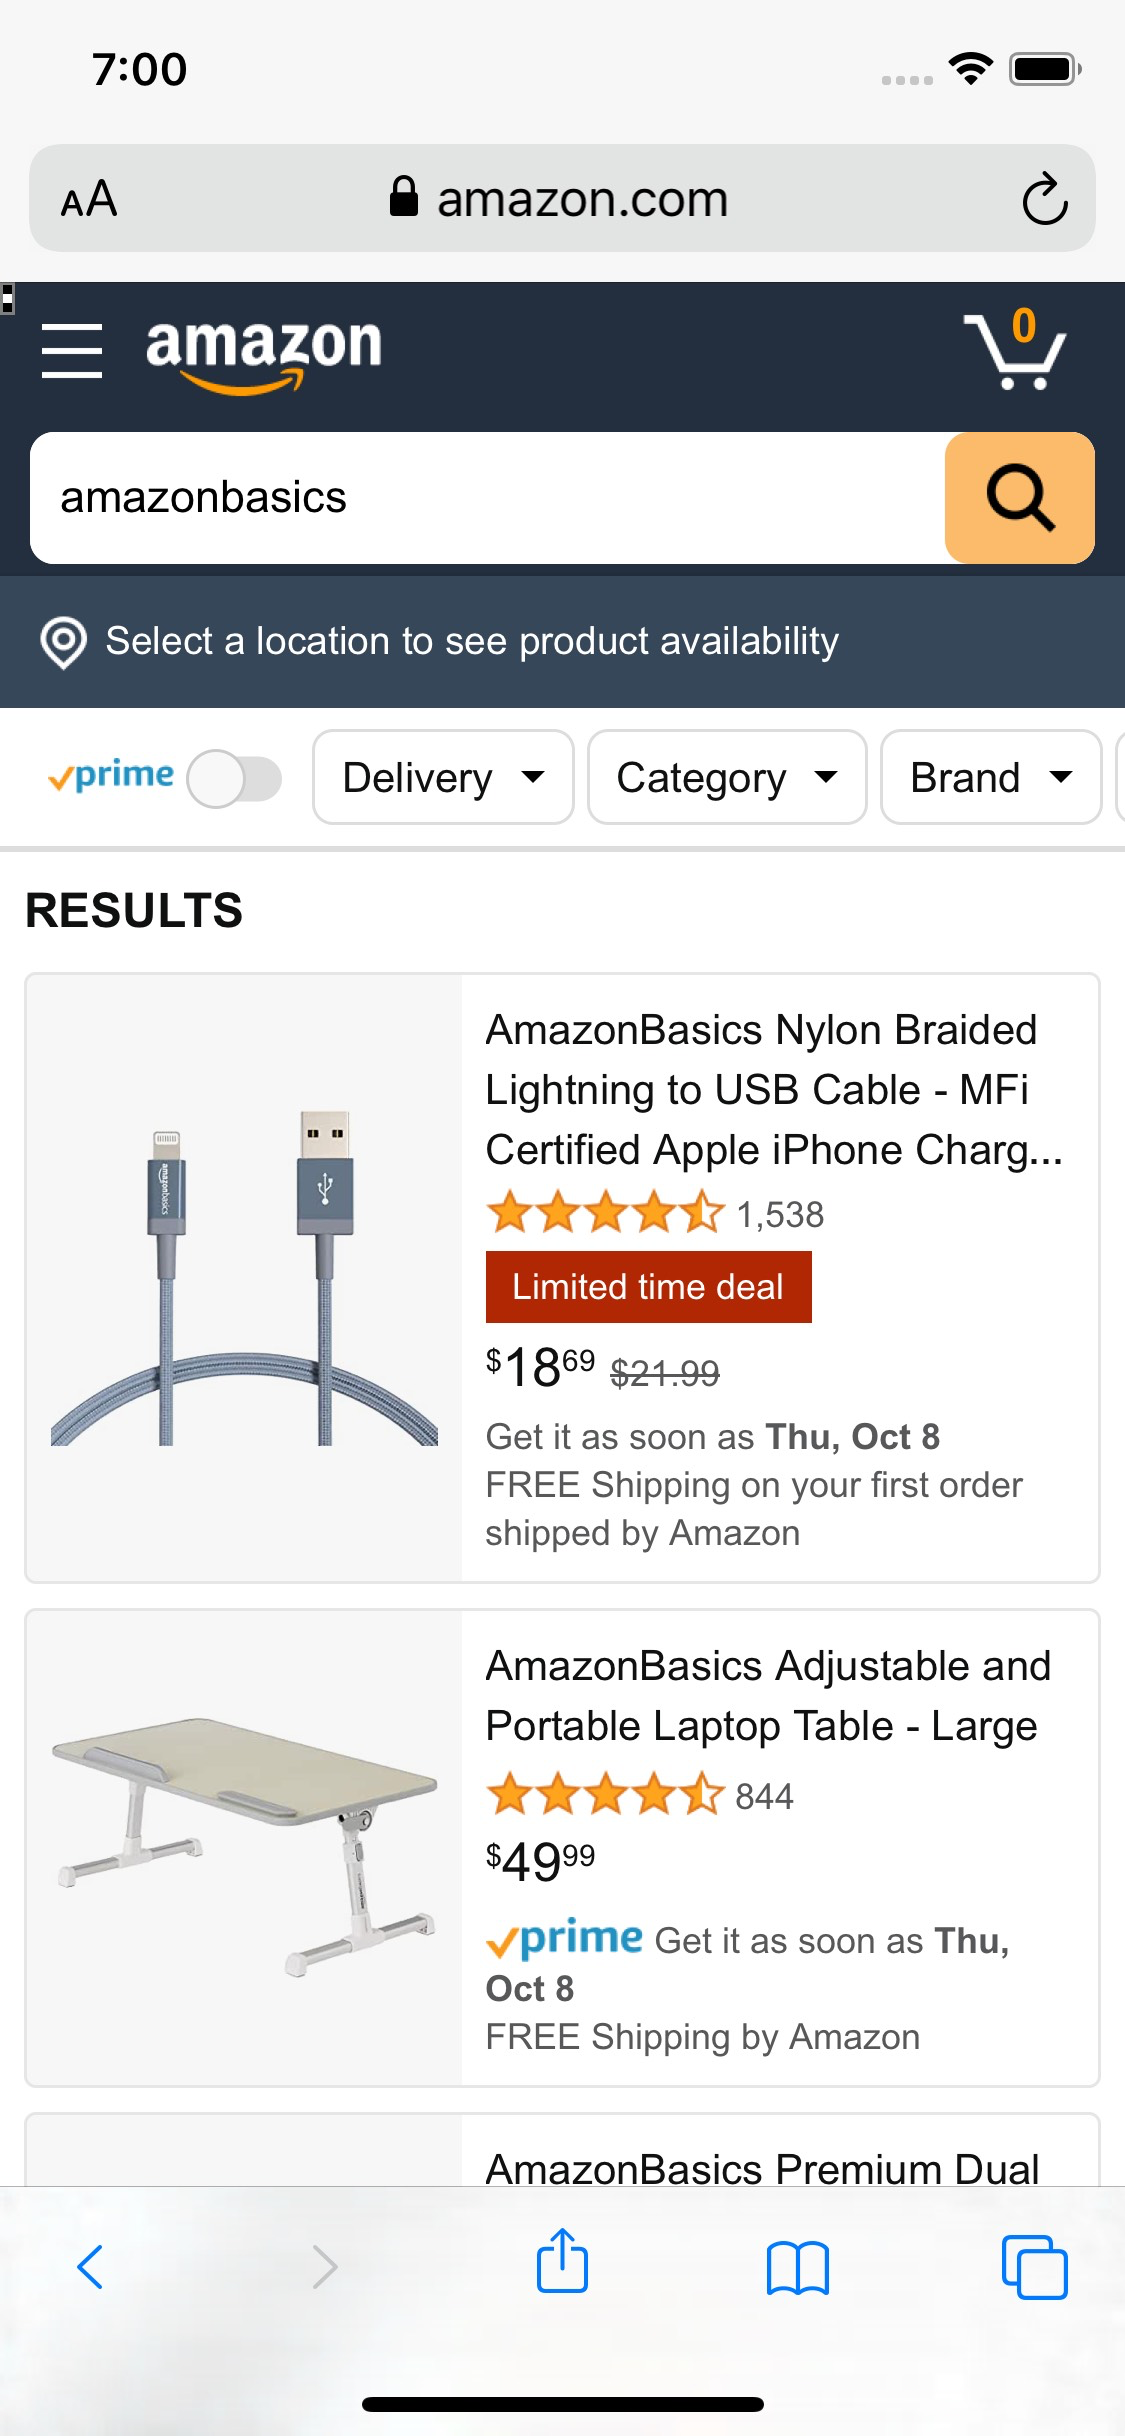 7:00
AA amazon.com
amazon 0
amazonbasics
Select a location to see product availability
prime Delivery Category Brand
RESULTS
AmazonBasics Nylon Braided
Lightning to USB Cable - MFi
Certified Apple iPhone Charg...
1,538
Limited time deal
$18 69 $21.99
Get it as soon as Thu, Oct 8
FREE Shipping on your first order
shipped by Amazon
amazonbasics
AmazonBasics Adjustable and
Portable Laptop Table - Large
844
$49 99
prime Get it as soon as Thu,
Oct 8
FREE Shipping by Amazon
AmazonBasics Premium Dual